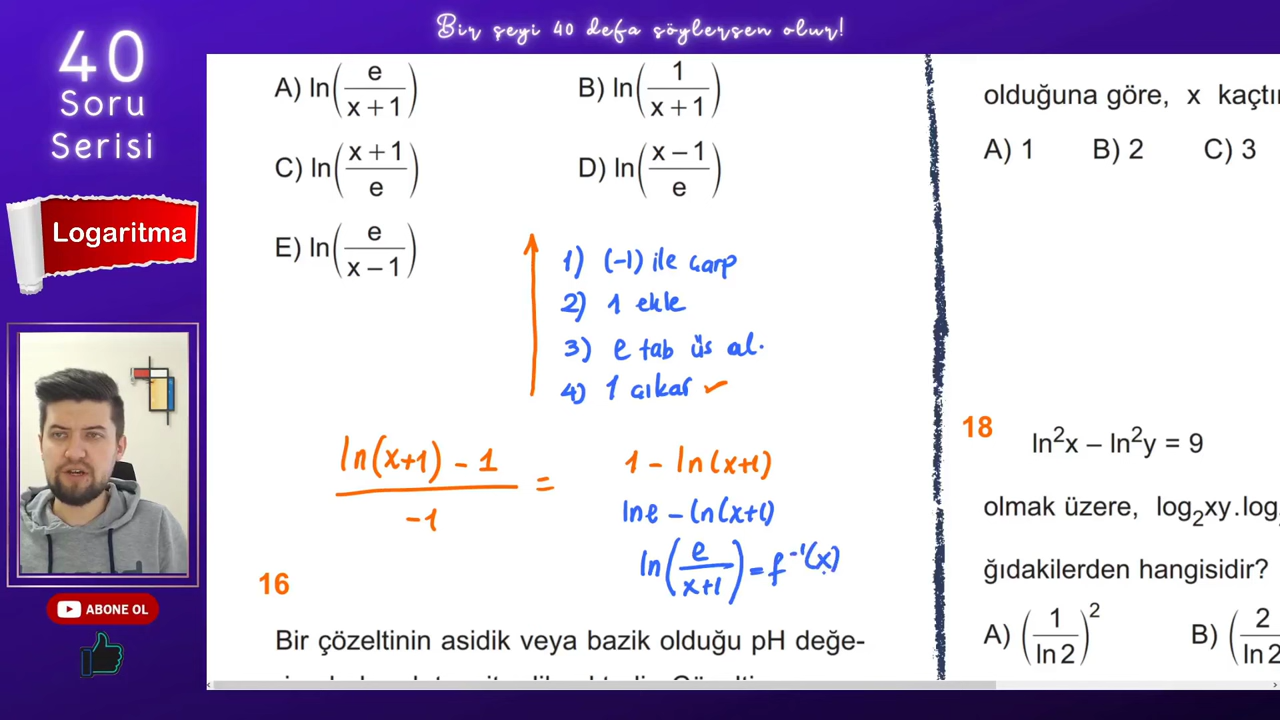 Bir şeyi 40 defa söylersen olur!
40
Soru
Serisi
Logaritma
ABONE OL
A) ln(e/(x + 1))
B) ln(1/(x + 1))
C) ln((x + 1)/e)
D) ln((x − 1)/e)
E) ln(e/(x − 1))
1) (-1) ile çarp
2) 1 ekle
3) e tab üs al.
4) 1 çıkar ✓
(ln(x+1) - 1)/-1 =
1 - ln(x+1)
lne - ln(x+1)
ln(e/(x+1)) = f⁻¹(x)
16
Bir çözeltinin asidik veya bazik olduğu pH değe-
olduğuna göre, x kaçtı
A) 1 B) 2 C) 3
18
ln²x – ln²y = 9
olmak üzere, log₂xy.log
ğıdakilerden hangisidir?
A) (1/ln2)²
B) (2/ln2